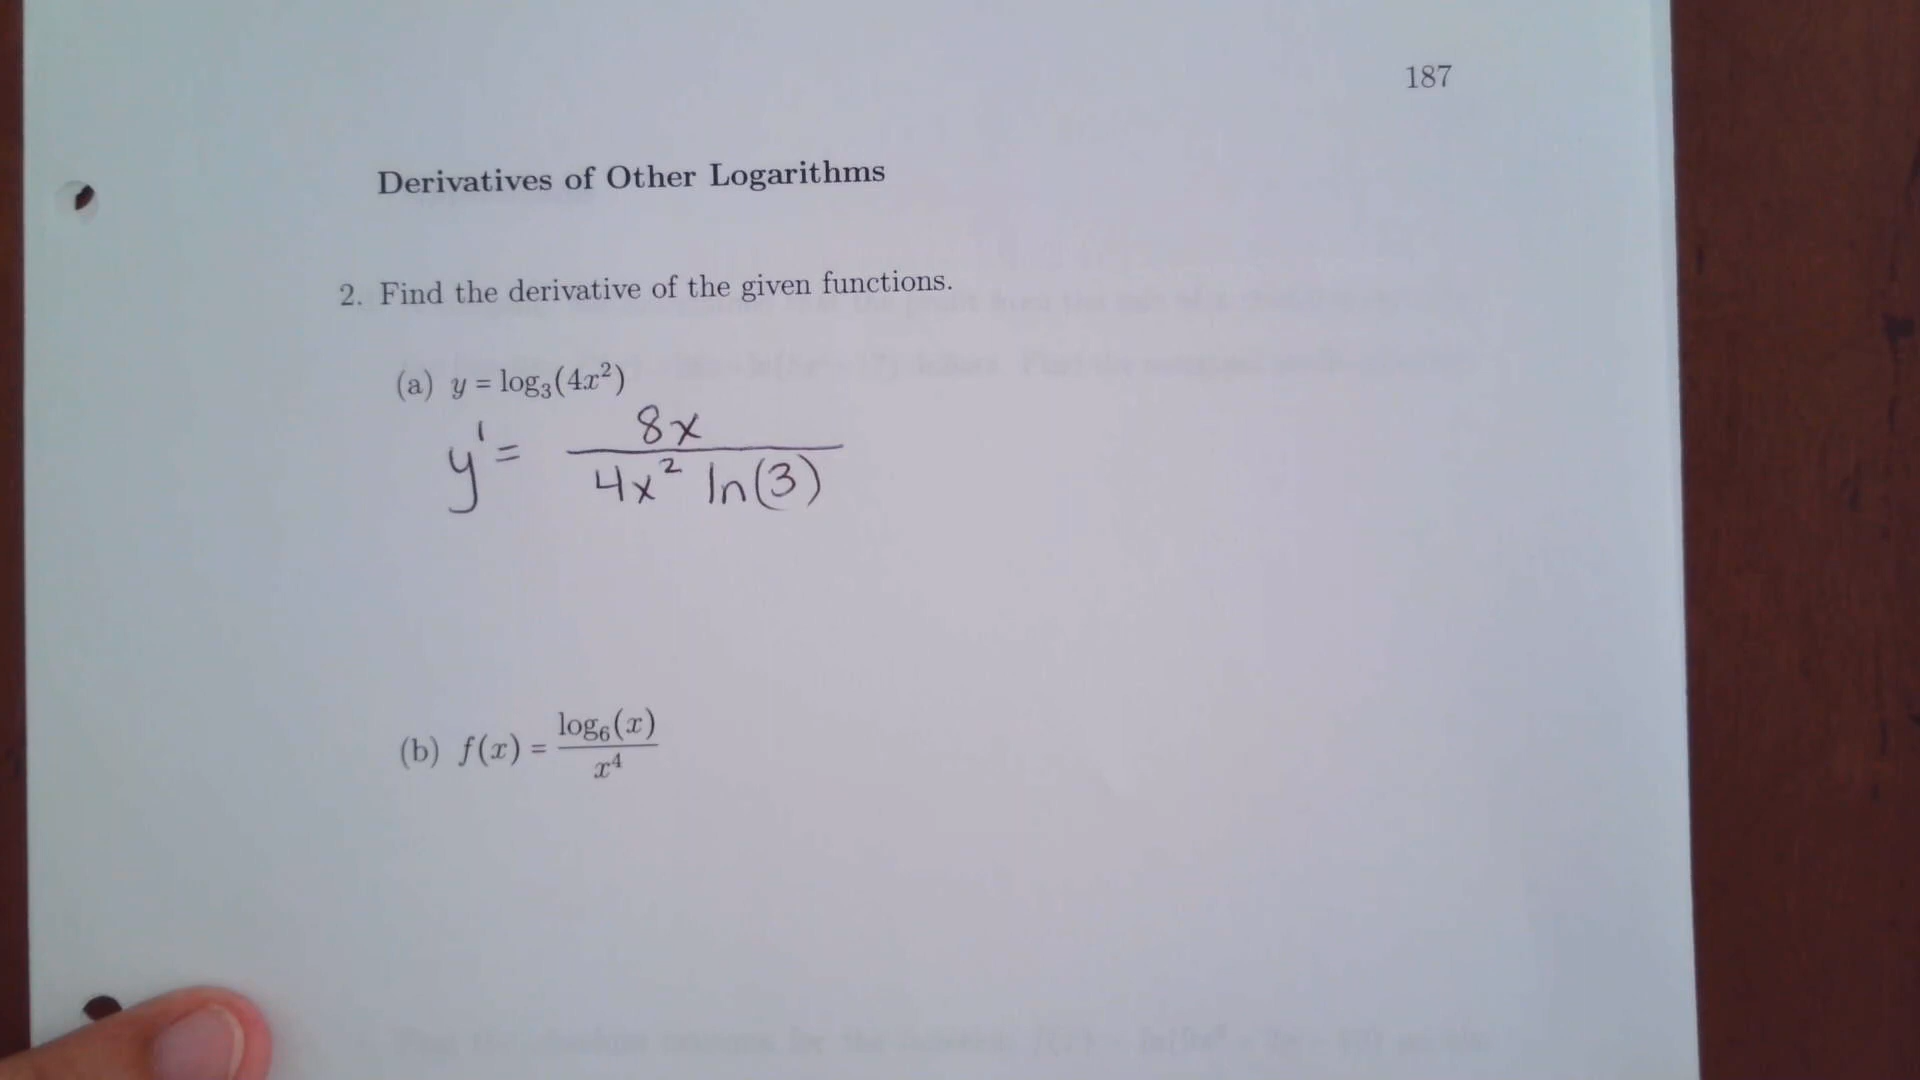 187
Derivatives of Other Logarithms
2. Find the derivative of the given functions.
(a) y = log₃(4x²)
y' = 8x / 4x² ln(3)
(b) f(x) = log₆(x) / x⁴